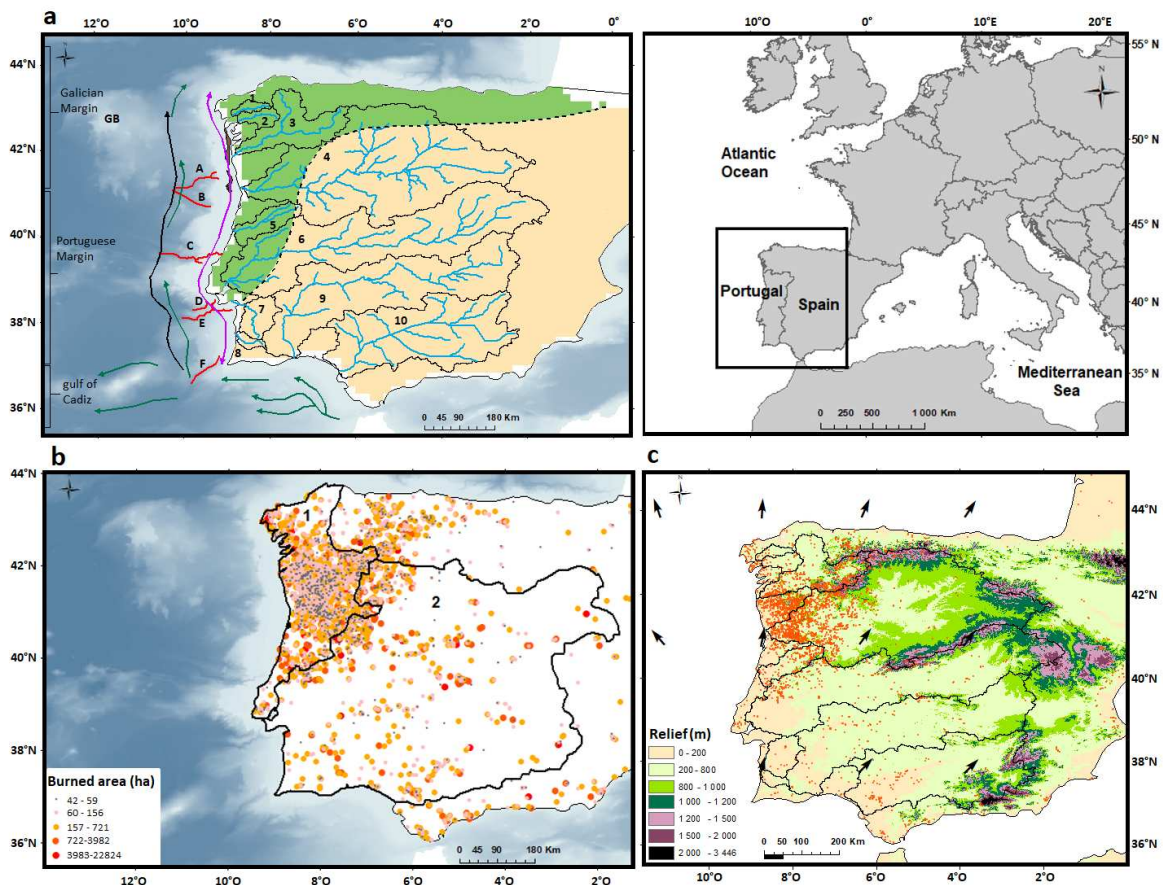 a
12°O 10°O 8°O 6°O 4°O 2°O 0°
44°N
42°N
40°N
38°N
36°N
Galician
Margin
GB
Portuguese
Margin
gulf of
Cadiz
A
B
C
D
E
F
1
2
3
4
5
6
7
8
9
10
0 45 90 180 Km
10°O 0° 10°E 20°E
55°N
50°N
45°N
40°N
35°N
Atlantic
Ocean
Portugal
Spain
Mediterranean
Sea
0 250 500 1 000 Km
b
44°N
42°N
40°N
38°N
36°N
1
2
Burned area (ha)
42 - 59
60 - 156
157 - 721
722-3982
3983-22824
0 45 90 180 Km
12°O 10°O 8°O 6°O 4°O 2°O
c
44°N
42°N
40°N
38°N
36°N
Relief (m)
0 - 200
200 - 800
800 - 1 000
1 000 - 1 200
1 200 - 1 500
1 500 - 2 000
2 000 - 3 446
0 50 100 200 Km
10°O 8°O 6°O 4°O 2°O